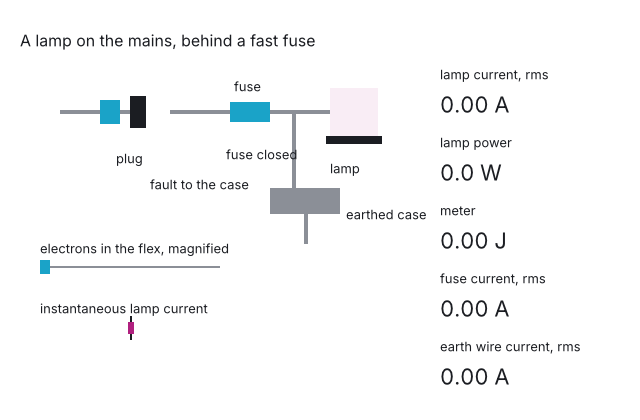 A lamp on the mains, behind a fast fuse
lamp current, rms
fuse
0.00 A
lamp power
plug
fuse closed
lamp
0.0 W
fault to the case
meter
earthed case
0.00 J
electrons in the flex, magnified
fuse current, rms
instantaneous lamp current
0.00 A
earth wire current, rms
0.00 A